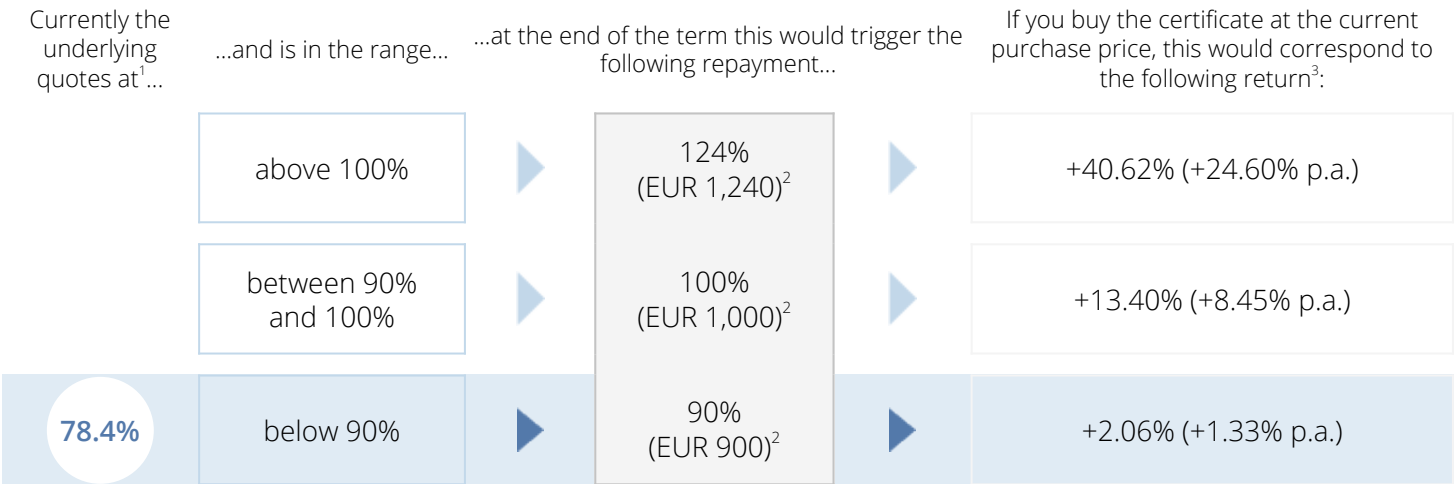 Currently the
underlying
quotes at¹...
...and is in the range...
...at the end of the term this would trigger the
following repayment...
If you buy the certificate at the current
purchase price, this would correspond to
the following return³:
above 100%
124%
(EUR 1,240)²
+40.62% (+24.60% p.a.)
between 90%
and 100%
100%
(EUR 1,000)²
+13.40% (+8.45% p.a.)
78.4%
below 90%
90%
(EUR 900)²
+2.06% (+1.33% p.a.)